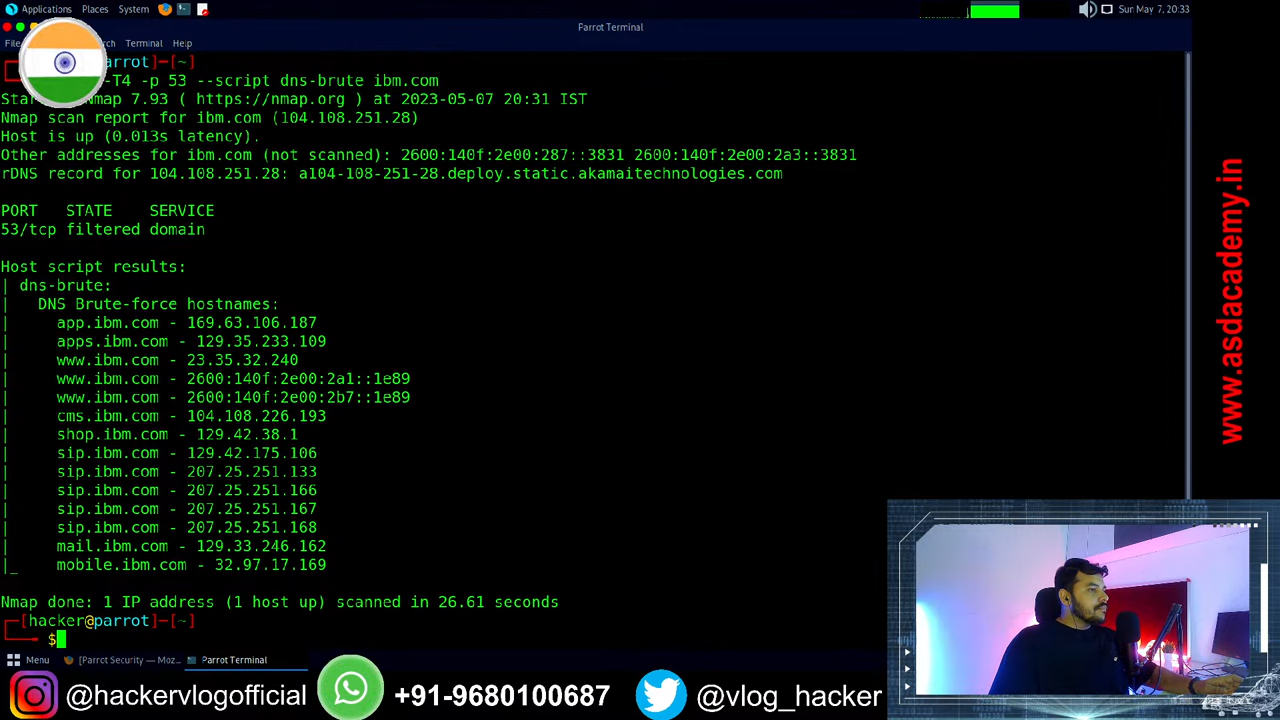 Applications Places System Sun May 7, 20:33
Parrot Terminal
File Terminal Help
parrot]─[~]
-T4 -p 53 --script dns-brute ibm.com
Nmap 7.93 ( https://nmap.org ) at 2023-05-07 20:31 IST
Nmap scan report for ibm.com (104.108.251.28)
Host is up (0.013s latency).
Other addresses for ibm.com (not scanned): 2600:140f:2e00:287::3831 2600:140f:2e00:2a3::3831
rDNS record for 104.108.251.28: a104-108-251-28.deploy.static.akamaitechnologies.com
PORT STATE SERVICE
53/tcp filtered domain
Host script results:
| dns-brute:
| DNS Brute-force hostnames:
| app.ibm.com - 169.63.106.187
| apps.ibm.com - 129.35.233.109
| www.ibm.com - 23.35.32.240
| www.ibm.com - 2600:140f:2e00:2a1::1e89
| www.ibm.com - 2600:140f:2e00:2b7::1e89
| cms.ibm.com - 104.108.226.193
| shop.ibm.com - 129.42.38.1
| sip.ibm.com - 129.42.175.106
| sip.ibm.com - 207.25.251.133
| sip.ibm.com - 207.25.251.166
| sip.ibm.com - 207.25.251.167
| sip.ibm.com - 207.25.251.168
| mail.ibm.com - 129.33.246.162
|_ mobile.ibm.com - 32.97.17.169
Nmap done: 1 IP address (1 host up) scanned in 26.61 seconds
┌─[hacker@parrot]─[~]
└──╼ $
Menu [Parrot Security — Moz... Parrot Terminal
@hackervlogofficial +91-9680100687 @vlog_hacker
www.asdacademy.in